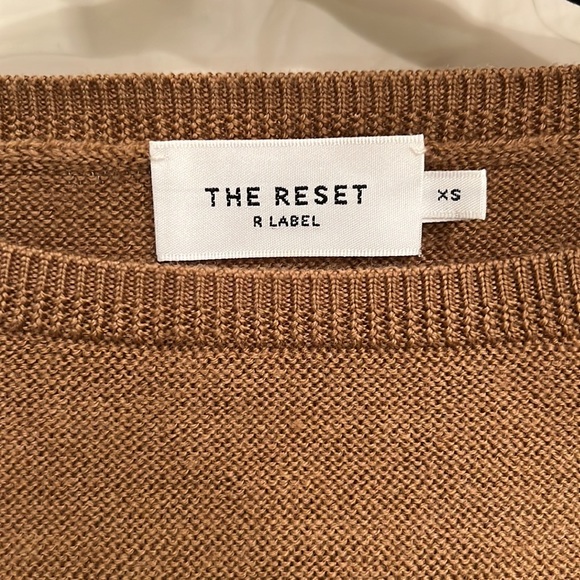 THE RESET
R LABEL
XS